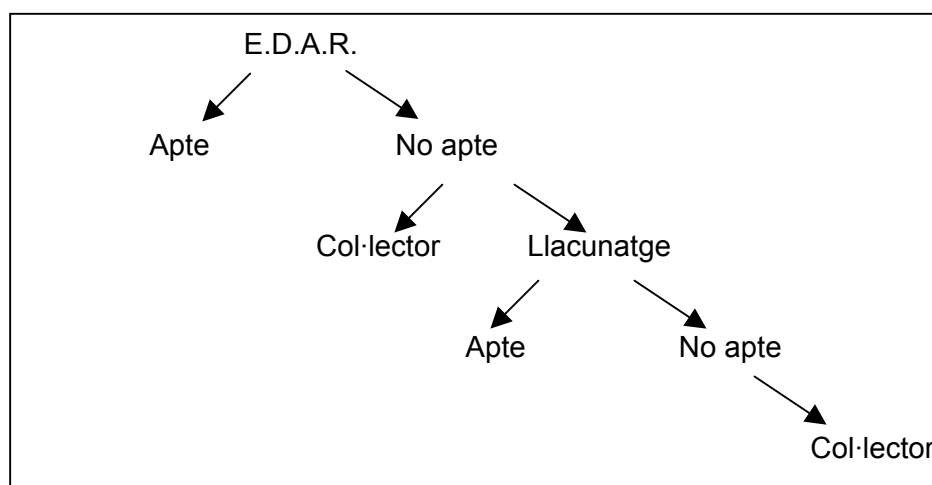 E.D.A.R.
Apte No apte
Col·lector Llacunatge
Apte No apte
Col·lector